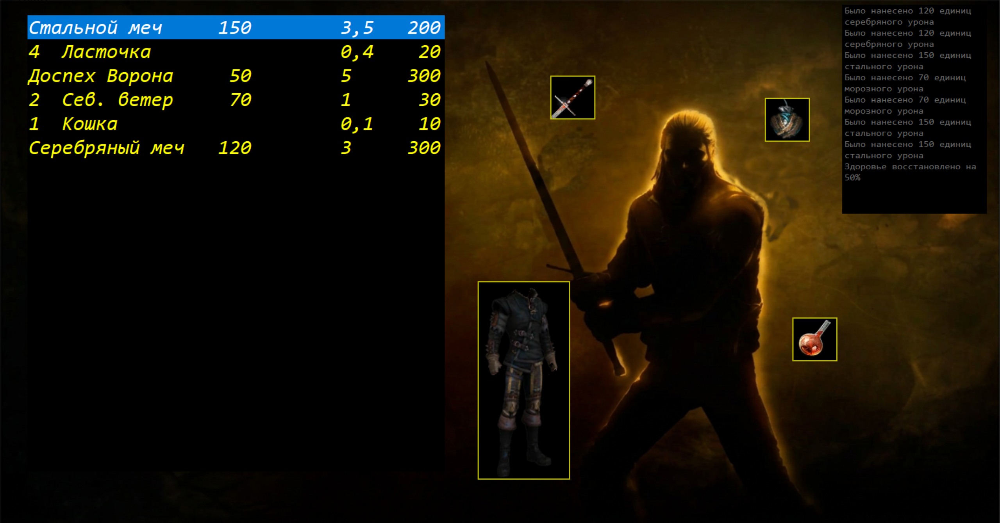 Стальной меч 150 3,5 200
4 Ласточка 0,4 20
Доспех Ворона 50 5 300
2 Сев. ветер 70 1 30
1 Кошка 0,1 10
Серебряный меч 120 3 300
Было нанесено 120 единиц
серебряного урона
Было нанесено 120 единиц
серебряного урона
Было нанесено 150 единиц
стального урона
Было нанесено 70 единиц
морозного урона
Было нанесено 70 единиц
морозного урона
Было нанесено 150 единиц
стального урона
Было нанесено 150 единиц
стального урона
Здоровье восстановлено на
50%